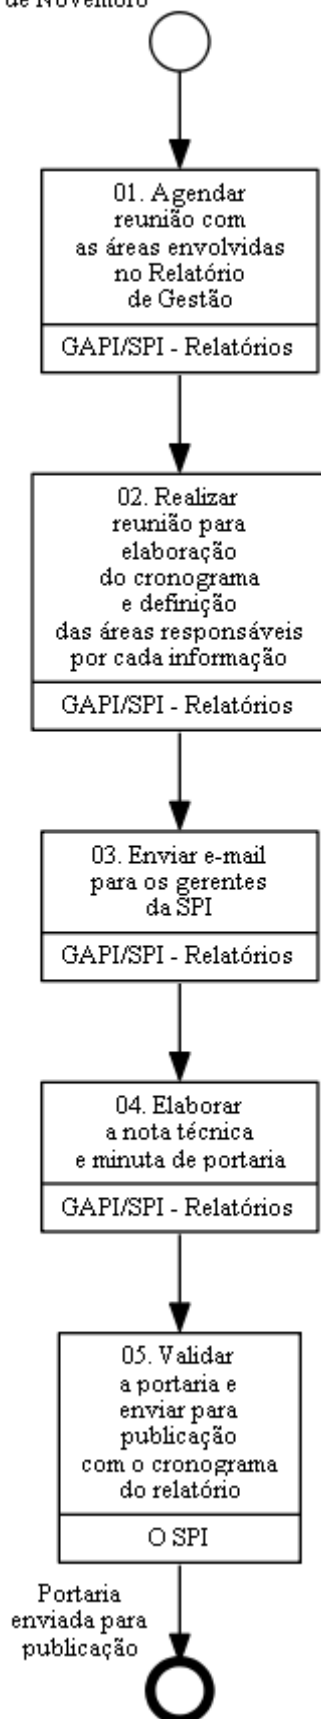 de Novembro
01. Agendar
reunião com
as áreas envolvidas
no Relatório
de Gestão
GAPI/SPI - Relatórios
02. Realizar
reunião para
elaboração
do cronograma
e definição
das áreas responsáveis
por cada informação
GAPI/SPI - Relatórios
03. Enviar e-mail
para os gerentes
da SPI
GAPI/SPI - Relatórios
04. Elaborar
a nota técnica
e minuta de portaria
GAPI/SPI - Relatórios
05. Validar
a portaria e
enviar para
publicação
com o cronograma
do relatório
O SPI
Portaria
enviada para
publicação